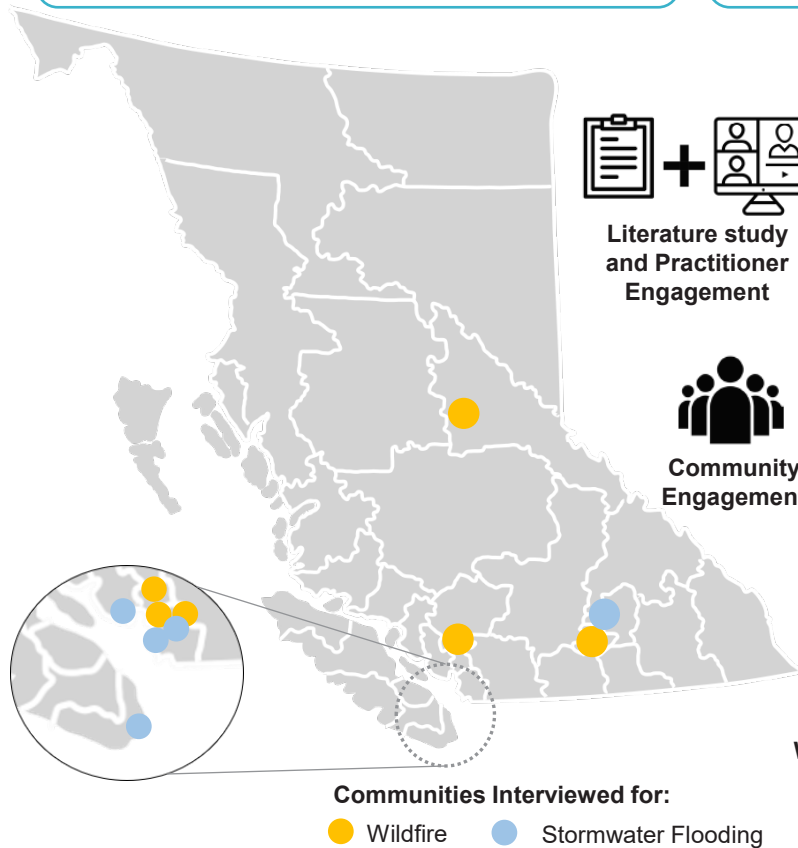 Literature study
and Practitioner
Engagement
Community
Engagemen
Communities Interviewed for:
Wildfire
Stormwater Flooding